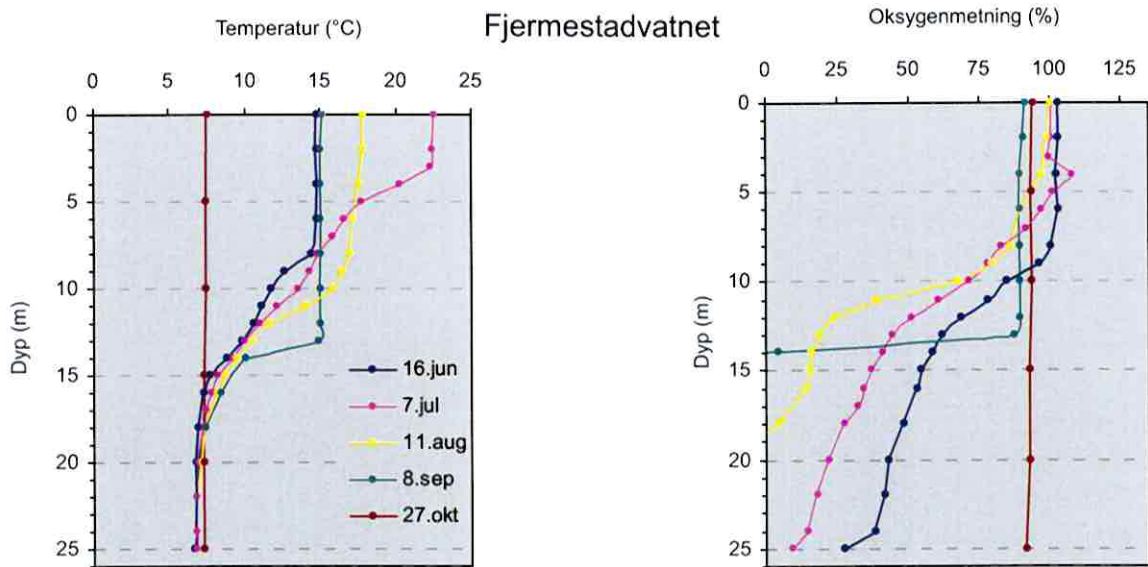 Fjermestadvatnet
Temperatur (°C)
0 5 10 15 20 25
Dyp (m)
0
5
10
15
20
25
16.jun
7.jul
11.aug
8.sep
27.okt
Oksygenmetning (%)
0 25 50 75 100 125
Dyp (m)
0
5
10
15
20
25